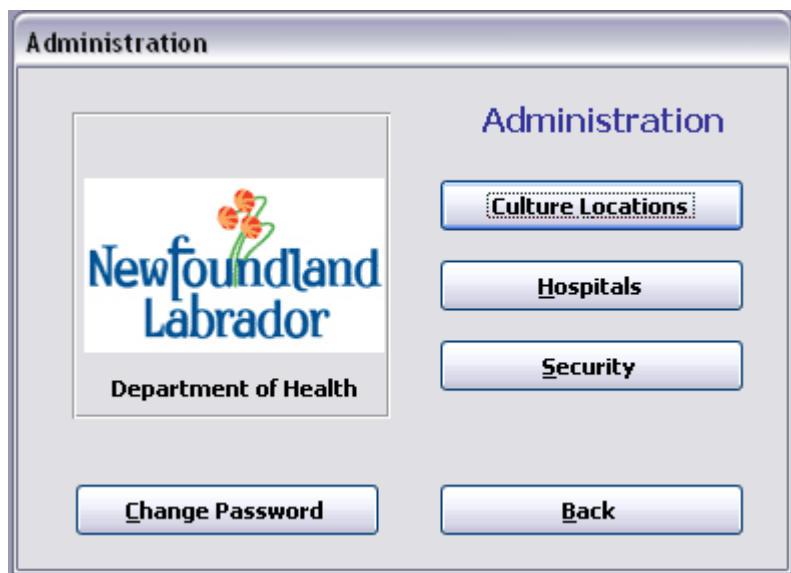 Administration
Administration
Newfoundland
Labrador
Department of Health
Culture Locations
Hospitals
Security
Change Password
Back